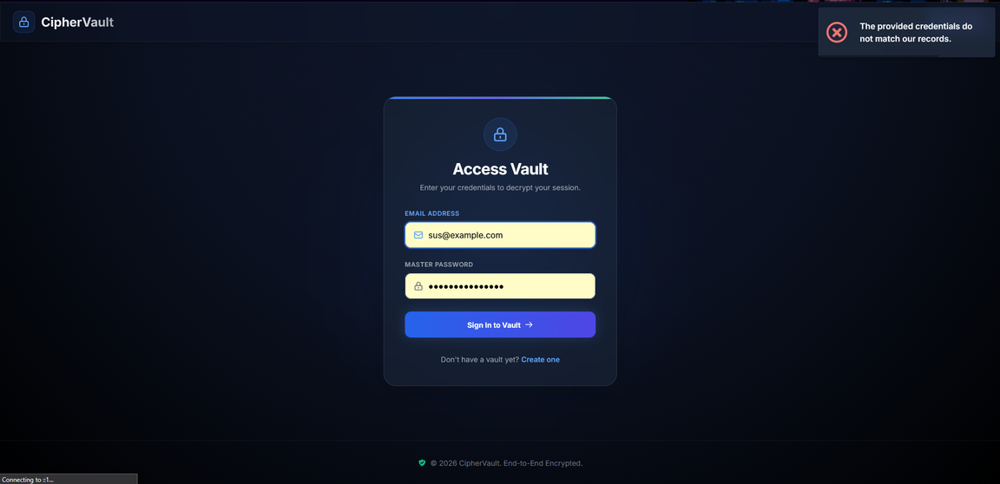 CipherVault
The provided credentials do
not match our records.
Access Vault
Enter your credentials to decrypt your session.
EMAIL ADDRESS
sus@example.com
MASTER PASSWORD
●●●●●●●●●●●●●●●
Sign In to Vault →
Don't have a vault yet? Create one
© 2026 CipherVault. End-to-End Encrypted.
Connecting to ::1...